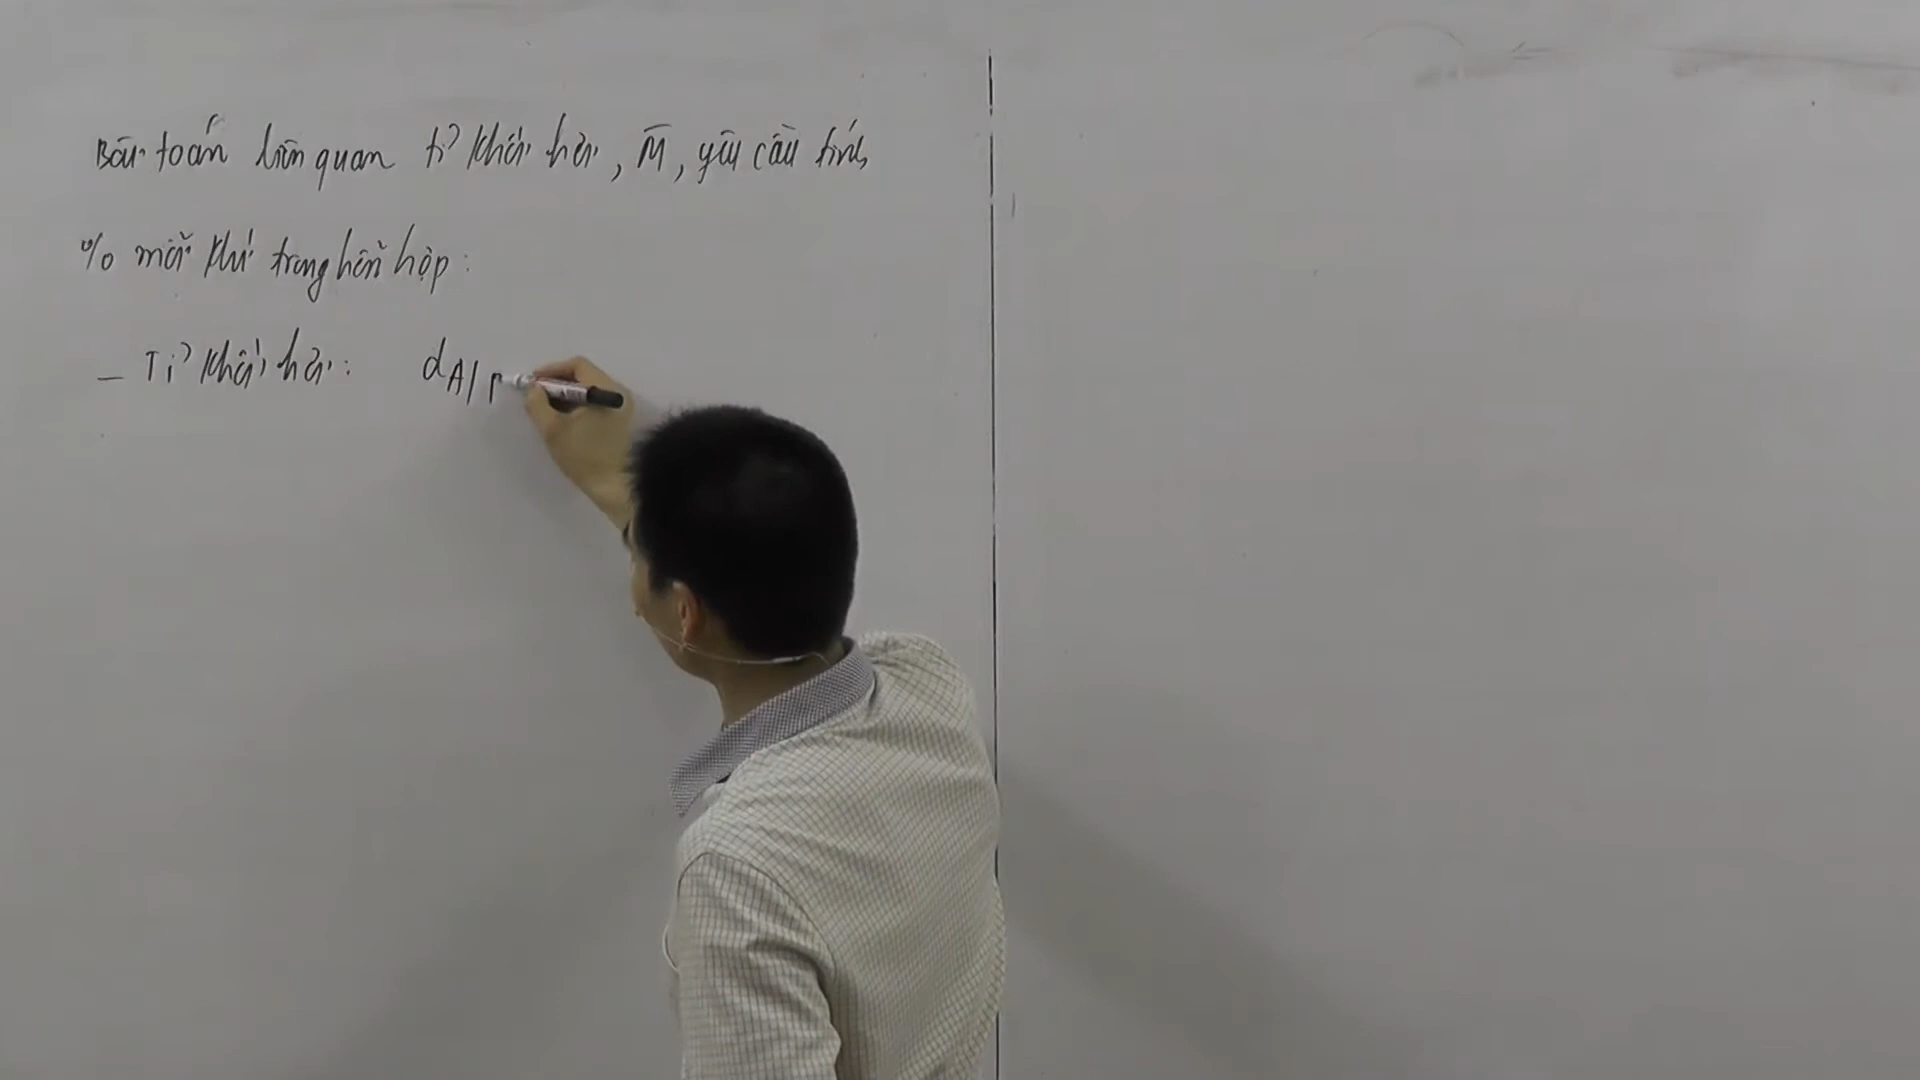 Bài toán liên quan tỉ khối hơi, M̄, yêu cầu tính
% mỗi khí trong hỗn hợp:
- Tỉ khối hơi: dA/